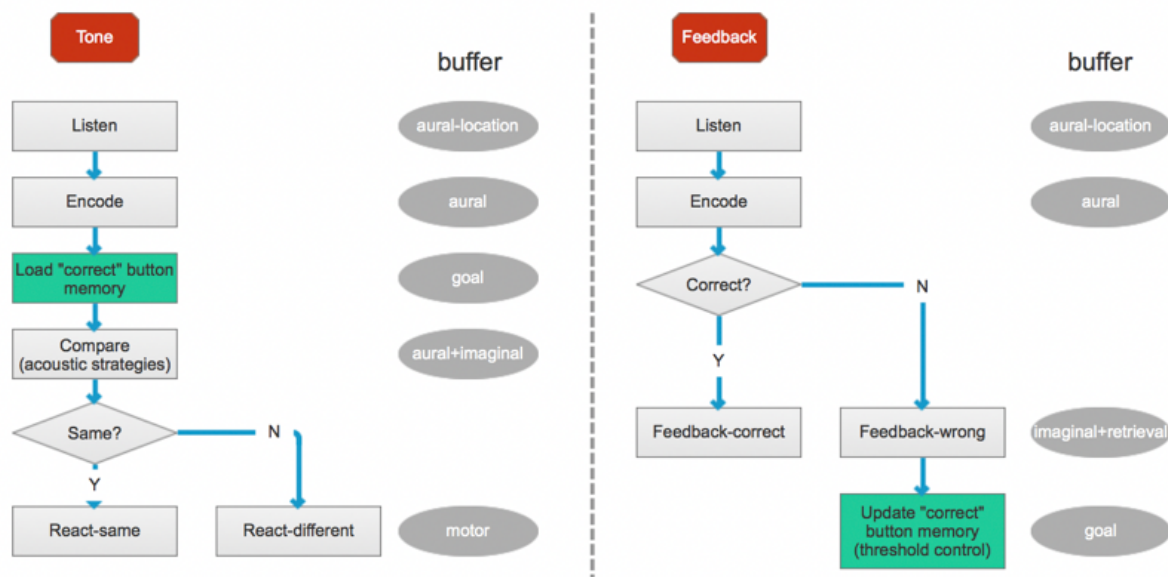 Tone
buffer
Listen
aural-location
Encode
aural
Load "correct" button
memory
goal
Compare
(acoustic strategies)
aural+imaginal
Same?
N
Y
React-same
React-different
motor
Feedback
buffer
Listen
aural-location
Encode
aural
Correct?
N
Y
Feedback-correct
Feedback-wrong
imaginal+retrieval
Update "correct"
button memory
(threshold control)
goal